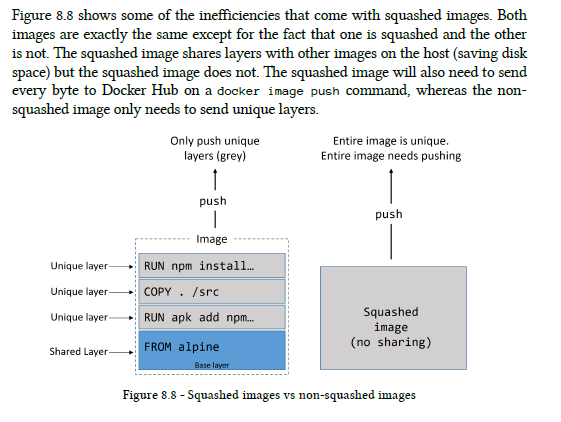 Figure 8.8 shows some of the inefficiencies that come with squashed images. Both
images are exactly the same except for the fact that one is squashed and the other
is not. The squashed image shares layers with other images on the host (saving disk
space) but the squashed image does not. The squashed image will also need to send
every byte to Docker Hub on a docker image push command, whereas the non-
squashed image only needs to send unique layers.
Only push unique
layers (grey)
push
Image
Unique layer
RUN npm install…
Unique layer
COPY . /src
Unique layer
RUN apk add npm…
Shared Layer
FROM alpine
Base layer
Entire image is unique.
Entire image needs pushing
push
Squashed
image
(no sharing)
Figure 8.8 - Squashed images vs non-squashed images